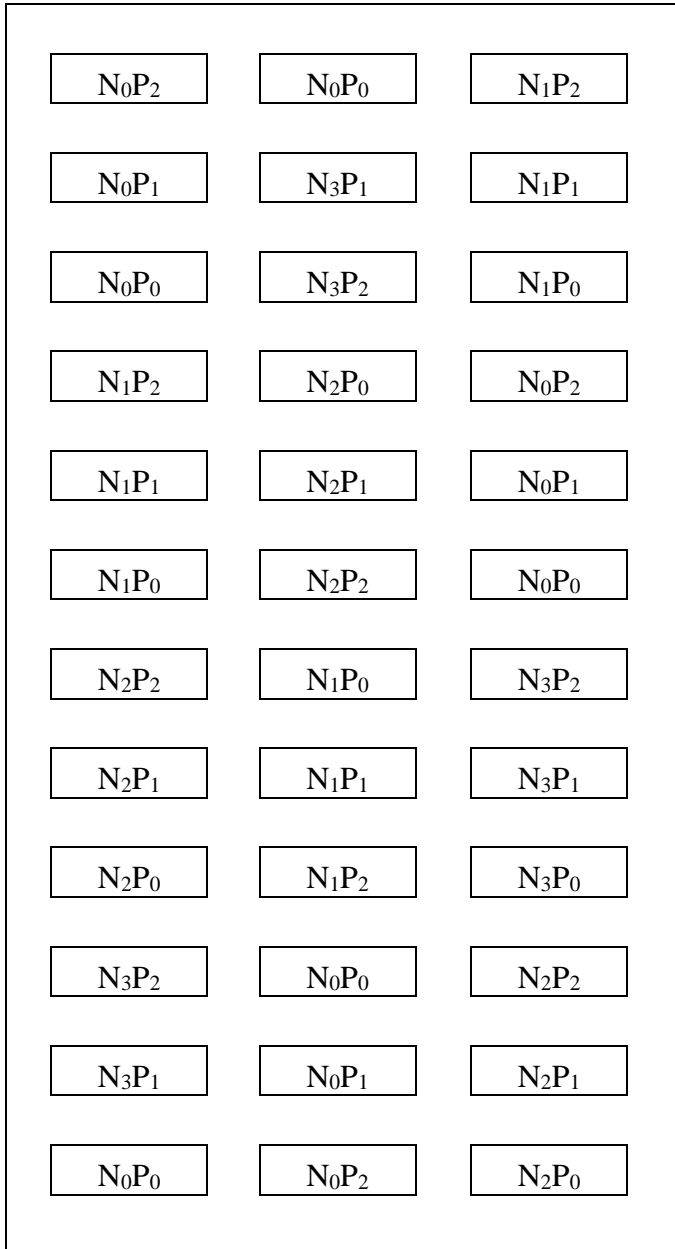 N₀P₂ N₀P₀ N₁P₂
N₀P₁ N₃P₁ N₁P₁
N₀P₀ N₃P₂ N₁P₀
N₁P₂ N₂P₀ N₀P₂
N₁P₁ N₂P₁ N₀P₁
N₁P₀ N₂P₂ N₀P₀
N₂P₂ N₁P₀ N₃P₂
N₂P₁ N₁P₁ N₃P₁
N₂P₀ N₁P₂ N₃P₀
N₃P₂ N₀P₀ N₂P₂
N₃P₁ N₀P₁ N₂P₁
N₀P₀ N₀P₂ N₂P₀